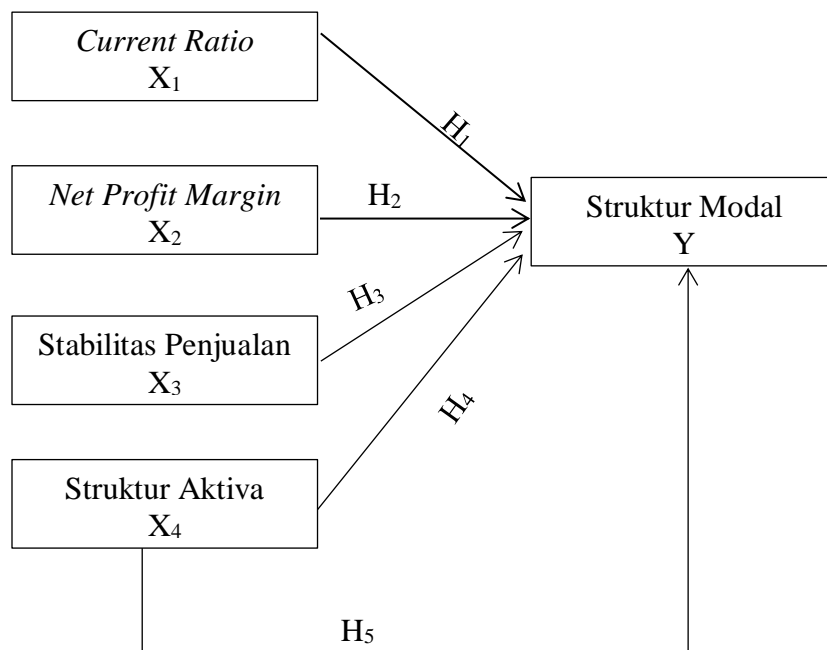 Current Ratio
X₁
H₁
Net Profit Margin
X₂
H₂
Struktur Modal
Y
H₃
Stabilitas Penjualan
X₃
H₄
Struktur Aktiva
X₄
H₅